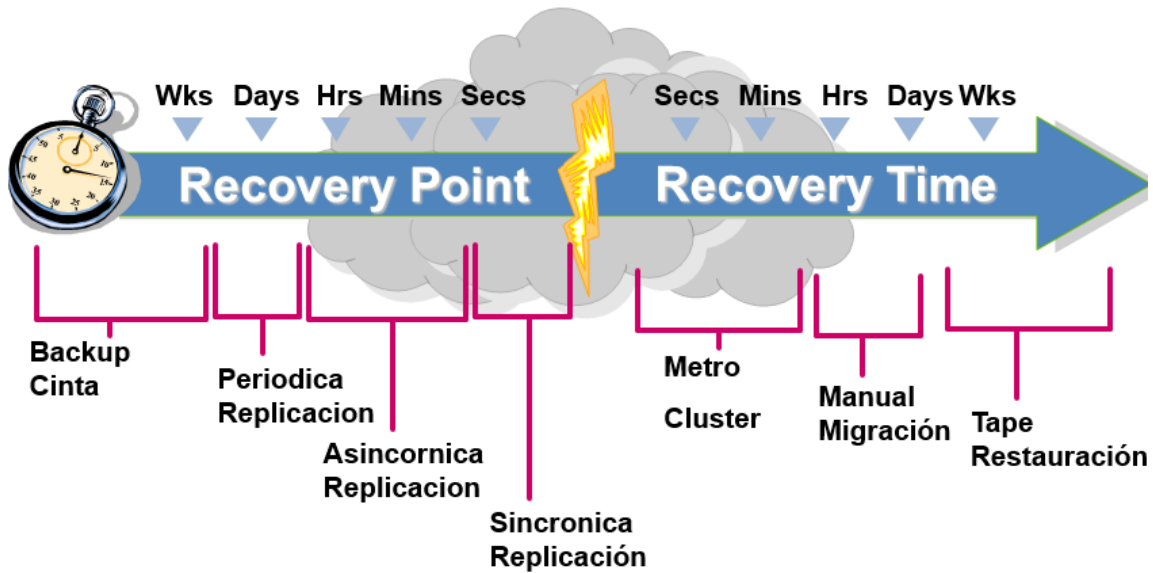 Wks Days Hrs Mins Secs Secs Mins Hrs Days Wks
Recovery Point Recovery Time
Backup
Cinta
Periodica
Replicacion
Asincornica
Replicacion
Sincronica
Replicación
Metro
Cluster
Manual
Migración
Tape
Restauración